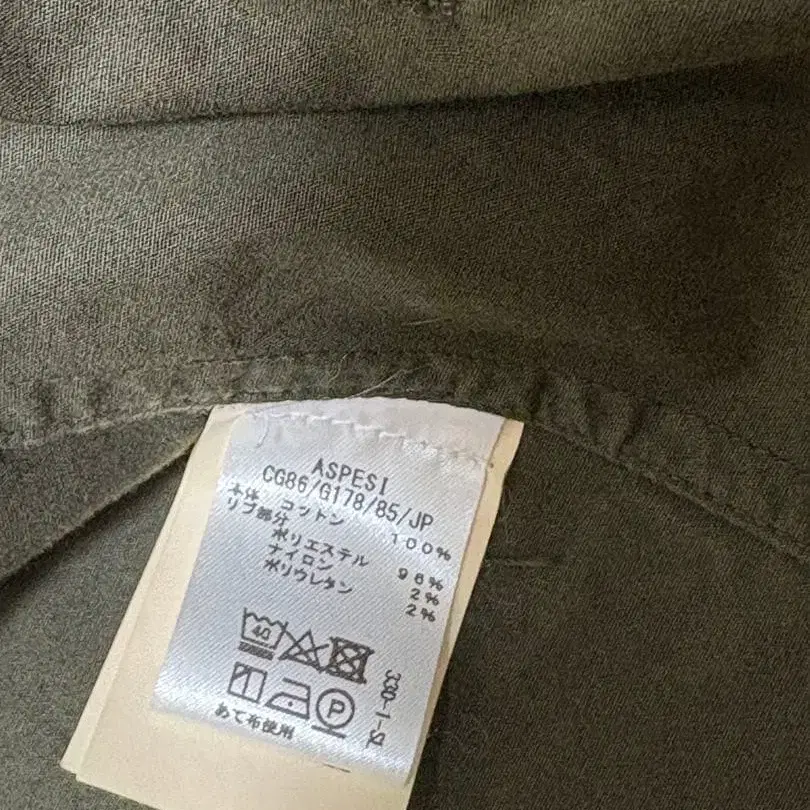 ASPESI
CG86/G178/85/JP
本体 コットン 100%
リブ部分
ポリエステル 96%
ナイロン 2%
ポリウレタン 2%
40
P
あて布使用